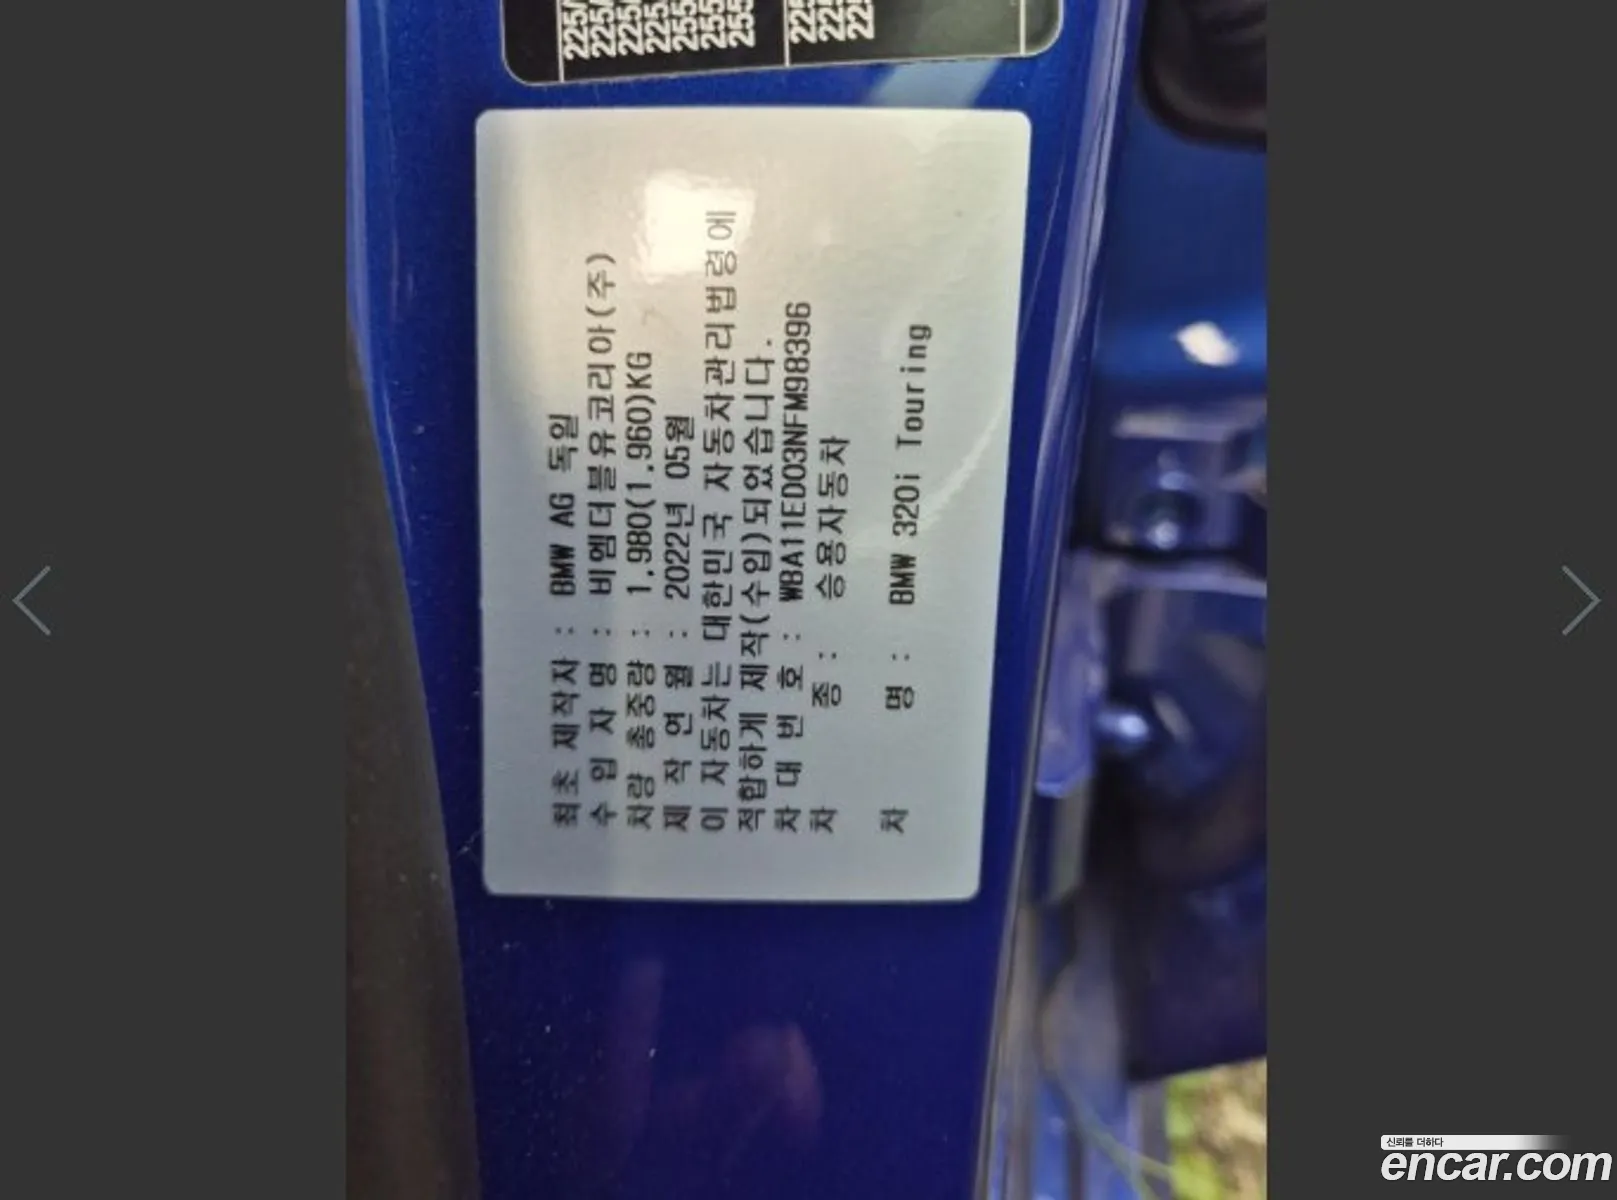 최초 제작자 : BMW AG 독일
수 입 자 명 : 비엠더블유코리아(주)
차량 총중량 : 1,980(1,960)KG
제 작 연 월 : 2022년 05월
이 자동차는 대한민국 자동차관리법령에
적합하게 제작(수입)되었습니다.
차 대 번 호 : WBA11ED03NFM98396
차 종 : 승용자동차
차 명 : BMW 320i Touring
신뢰를 더하다
encar.com